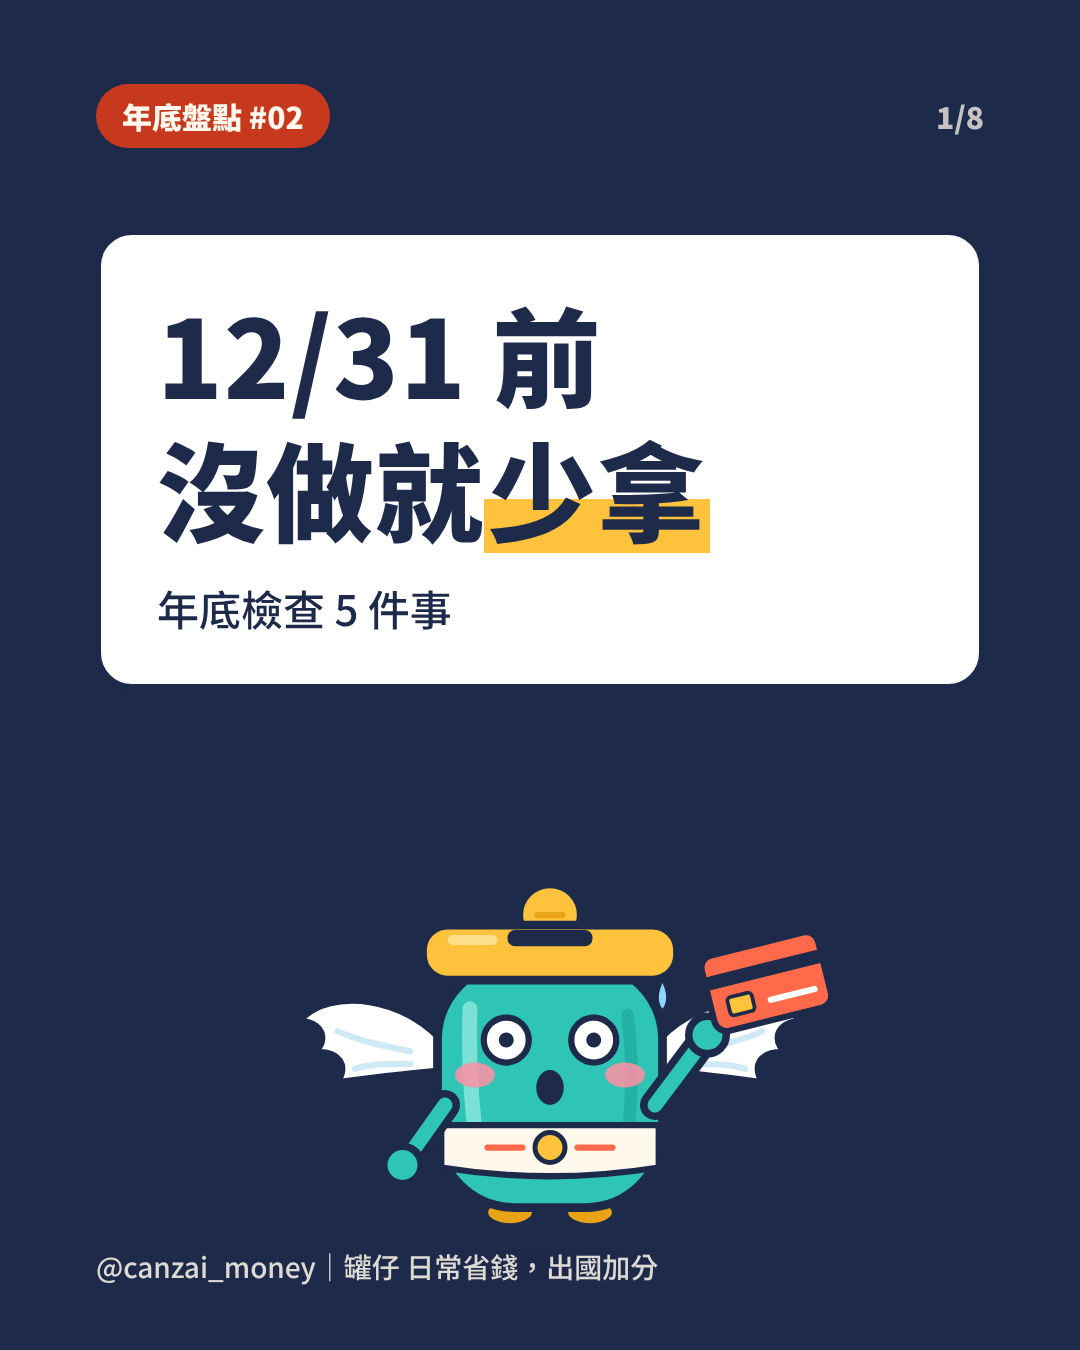 年底盤點 #02
1/8
12/31 前
沒做就少拿
年底檢查 5 件事
@canzai_money｜罐仔 日常省錢，出國加分